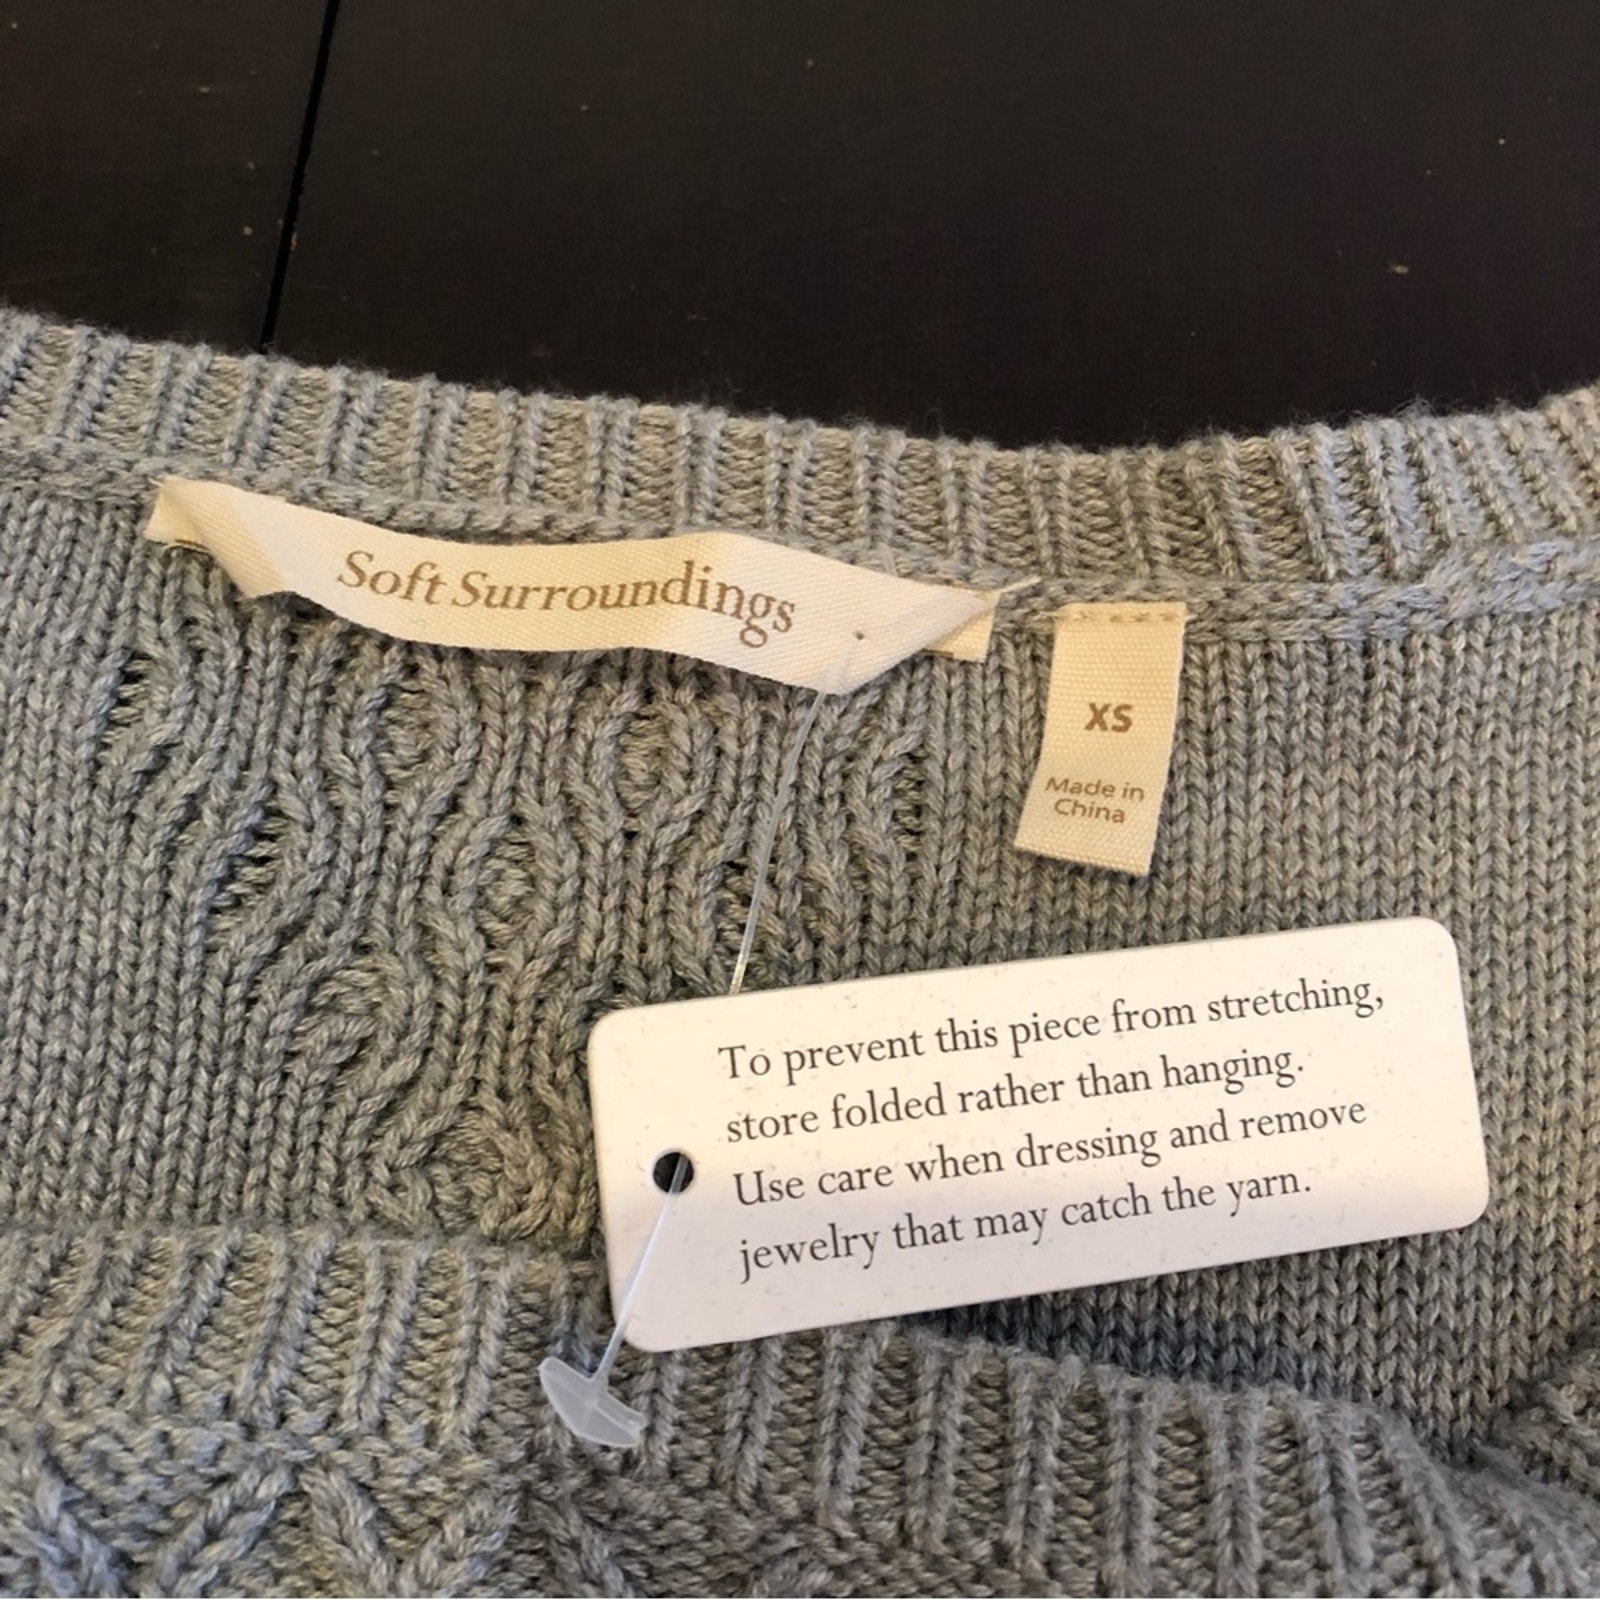 Soft Surroundings
XS
Made in
China
To prevent this piece from stretching,
store folded rather than hanging.
Use care when dressing and remove
jewelry that may catch the yarn.